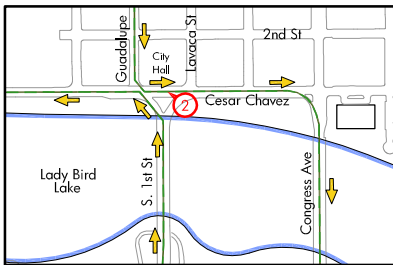 Guadalupe
Lavaca St
City
Hall
2nd St
2
Cesar Chavez
Lady Bird
Lake
S. 1st St
Congress Ave